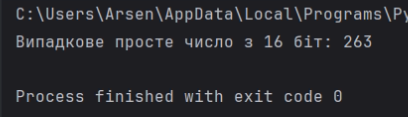 C:\Users\Arsen\AppData\Local\Programs\Py
Випадкове просте число з 16 біт: 263
Process finished with exit code 0